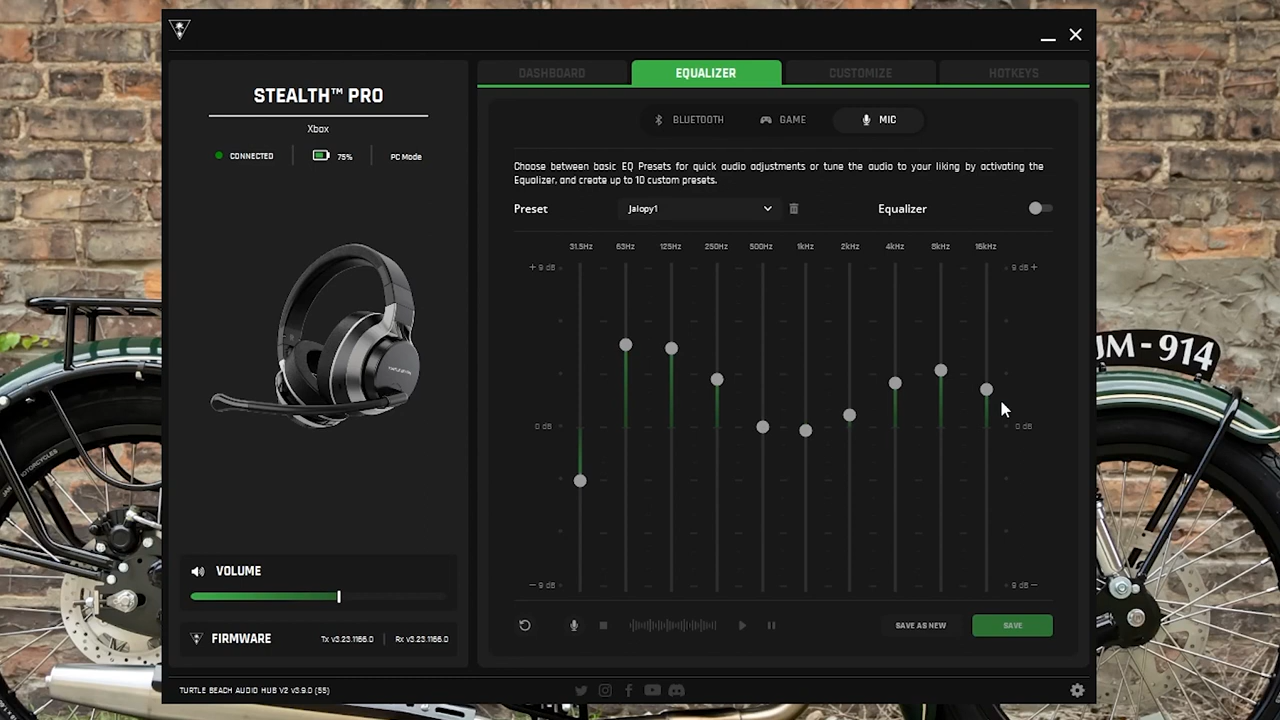 STEALTH™ PRO
Xbox
CONNECTED
75%
PC Mode
VOLUME
FIRMWARE
Tx v3.23.1166.0
Rx v3.23.1166.0
DASHBOARD
EQUALIZER
CUSTOMIZE
HOTKEYS
BLUETOOTH
GAME
MIC
Choose between basic EQ Presets for quick audio adjustments or tune the audio to your liking by activating the
Equalizer, and create up to 10 custom presets.
Preset
Jalopy1
Equalizer
31.5Hz 63Hz 125Hz 250Hz 500Hz 1kHz 2kHz 4kHz 8kHz 16kHz
+ 9 dB
9 dB +
0 dB
0 dB
− 9 dB
9 dB −
SAVE AS NEW
SAVE
TURTLE BEACH AUDIO HUB V2 v3.9.0 (55)
TURTLE BEACH
UM-914